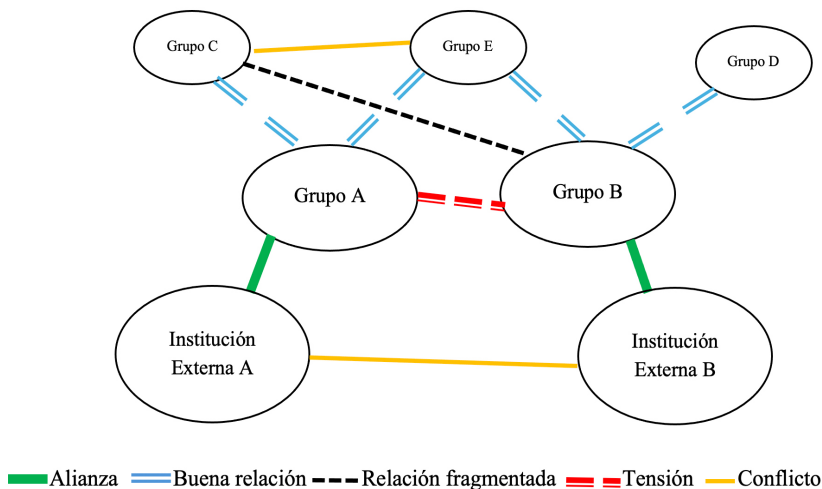 Grupo C
Grupo E
Grupo D
Grupo A
Grupo B
Institución
Externa A
Institución
Externa B
Alianza Buena relación Relación fragmentada Tensión Conflicto